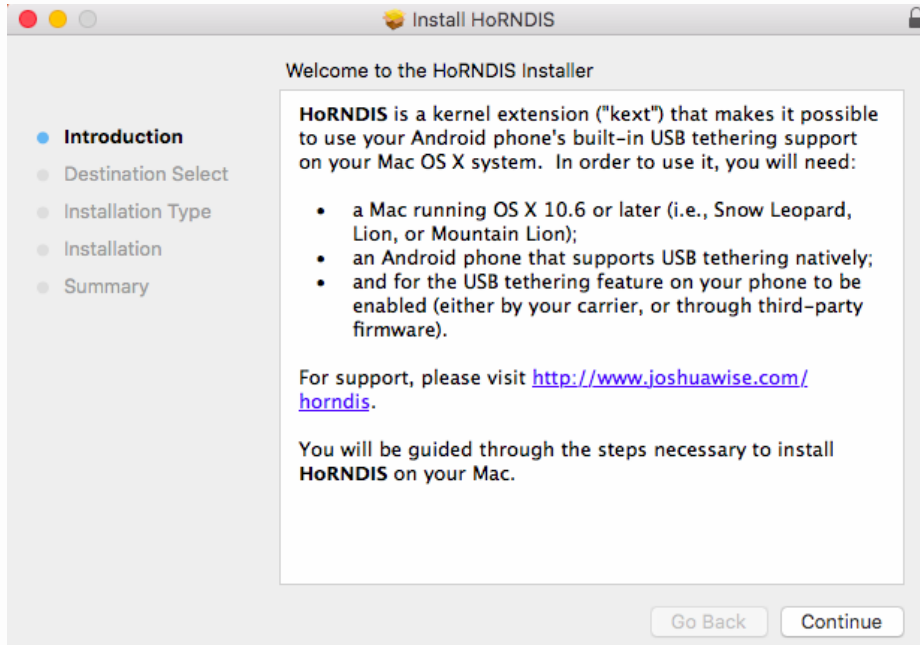 Install HoRNDIS
Welcome to the HoRNDIS Installer
Introduction
Destination Select
Installation Type
Installation
Summary
HoRNDIS is a kernel extension ("kext") that makes it possible
to use your Android phone's built-in USB tethering support
on your Mac OS X system.  In order to use it, you will need:
• a Mac running OS X 10.6 or later (i.e., Snow Leopard,
Lion, or Mountain Lion);
• an Android phone that supports USB tethering natively;
• and for the USB tethering feature on your phone to be
enabled (either by your carrier, or through third-party
firmware).
For support, please visit http://www.joshuawise.com/
horndis.
You will be guided through the steps necessary to install
HoRNDIS on your Mac.
Go Back
Continue